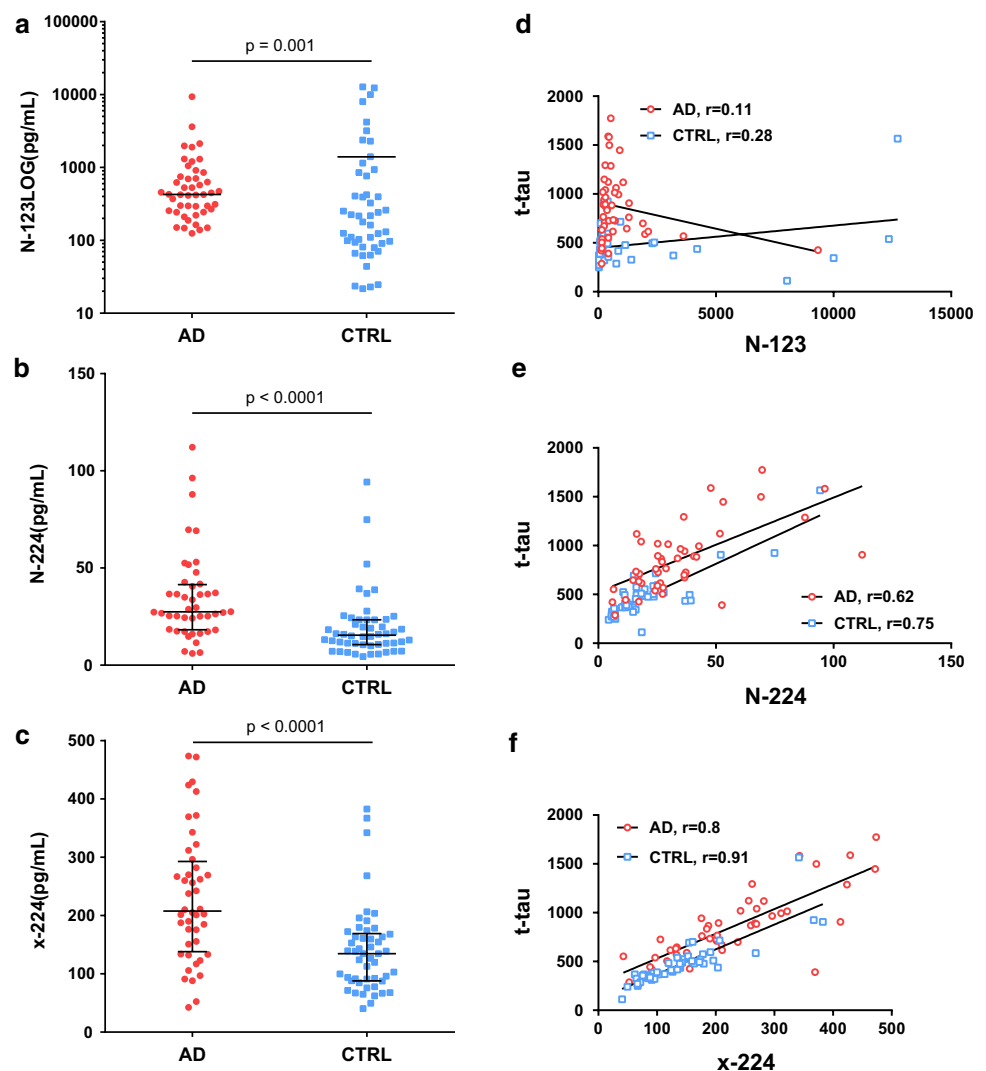 a
p = 0.001
N-123LOG(pg/mL)
100000
10000
1000
100
10
AD
CTRL
b
p < 0.0001
N-224(pg/mL)
150
100
50
0
AD
CTRL
c
p < 0.0001
x-224(pg/mL)
500
400
300
200
100
0
AD
CTRL
d
AD, r=0.11
CTRL, r=0.28
t-tau
2000
1500
1000
500
0
0
5000
10000
15000
N-123
e
t-tau
2000
1500
1000
500
0
AD, r=0.62
CTRL, r=0.75
0
50
100
150
N-224
f
AD, r=0.8
CTRL, r=0.91
t-tau
2000
1500
1000
500
0
0
100
200
300
400
500
x-224